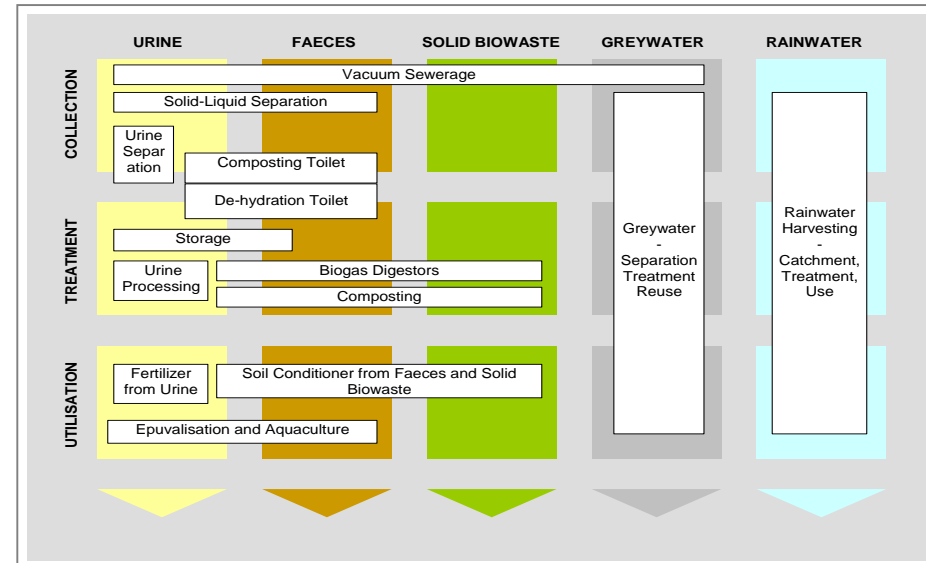 URINE FAECES SOLID BIOWASTE GREYWATER RAINWATER
COLLECTION
Vacuum Sewerage
Solid-Liquid Separation
Urine
Separ
ation
Composting Toilet
De-hydration Toilet
TREATMENT
Storage
Urine
Processing
Biogas Digestors
Composting
Greywater
-
Separation
Treatment
Reuse
Rainwater
Harvesting
-
Catchment,
Treatment,
Use
UTILISATION
Fertilizer
from Urine
Soil Conditioner from Faeces and Solid
Biowaste
Epuvalisation and Aquaculture